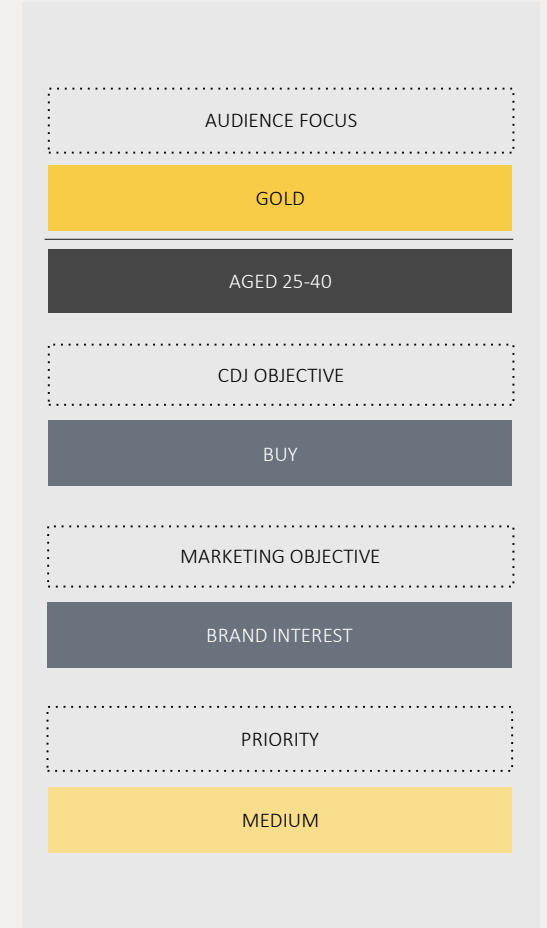 AUDIENCE FOCUS
GOLD
AGED 25-40
CDJ OBJECTIVE
BUY
MARKETING OBJECTIVE
BRAND INTEREST
PRIORITY
MEDIUM